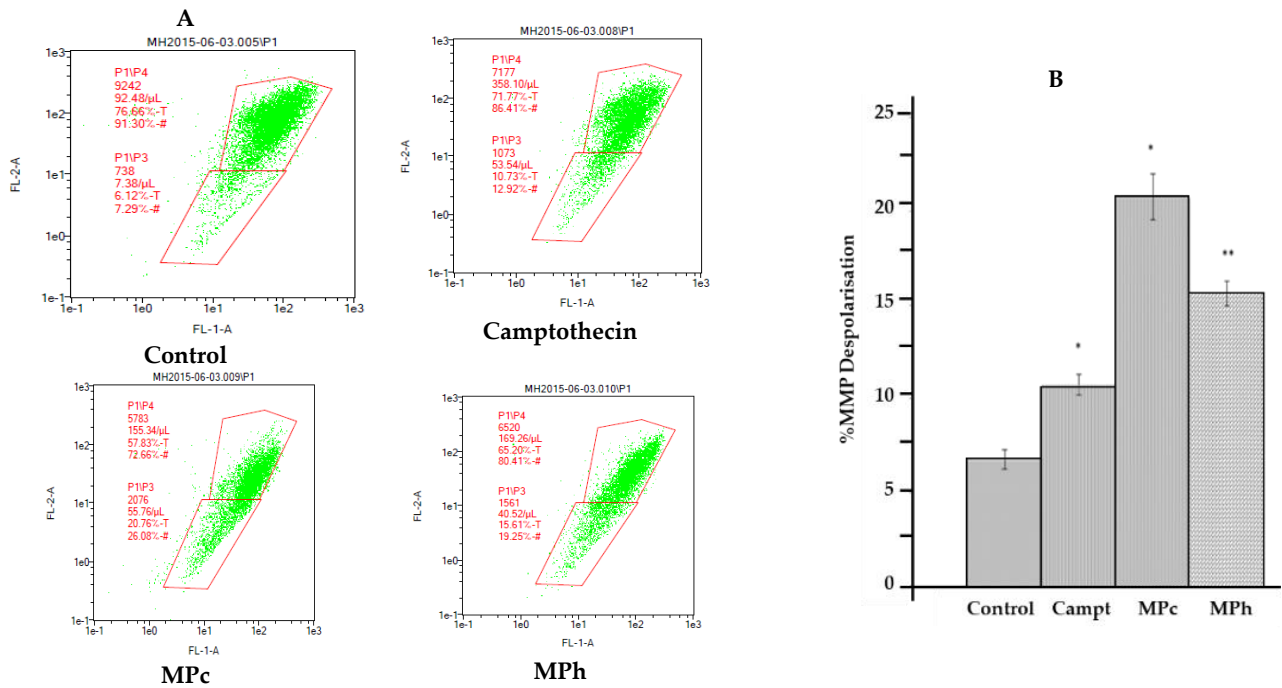 A
MH2015-06-03.005\P1
1e3
1e2
1e1
1e0
1e-1
FL-2-A
P1\P4
9242
92.48/µL
76.66%-T
91.30%-#
P1\P3
738
7.38/µL
6.12%-T
7.29%-#
1e-1
1e0
1e1
1e2
1e3
FL-1-A
Control
MH2015-06-03.008\P1
1e3
1e2
1e1
1e0
1e-1
FL-2-A
P1\P4
7177
358.10/µL
71.77%-T
86.41%-#
P1\P3
1073
53.54/µL
10.73%-T
12.92%-#
1e-1
1e0
1e1
1e2
1e3
FL-1-A
Camptothecin
MH2015-06-03.009\P1
1e3
1e2
1e1
1e0
1e-1
FL-2-A
P1\P4
5783
155.34/µL
57.83%-T
72.66%-#
P1\P3
2076
55.76/µL
20.76%-T
26.08%-#
1e-1
1e0
1e1
1e2
1e3
FL-1-A
MPc
MH2015-06-03.010\P1
1e3
1e2
1e1
1e0
1e-1
FL-2-A
P1\P4
6520
169.26/µL
65.20%-T
80.41%-#
P1\P3
1561
40.52/µL
15.61%-T
19.25%-#
1e-1
1e0
1e1
1e2
1e3
FL-1-A
MPh
B
%MMP Despolarisation
25
20
15
10
5
0
*
*
**
Control
Campt
MPc
MPh